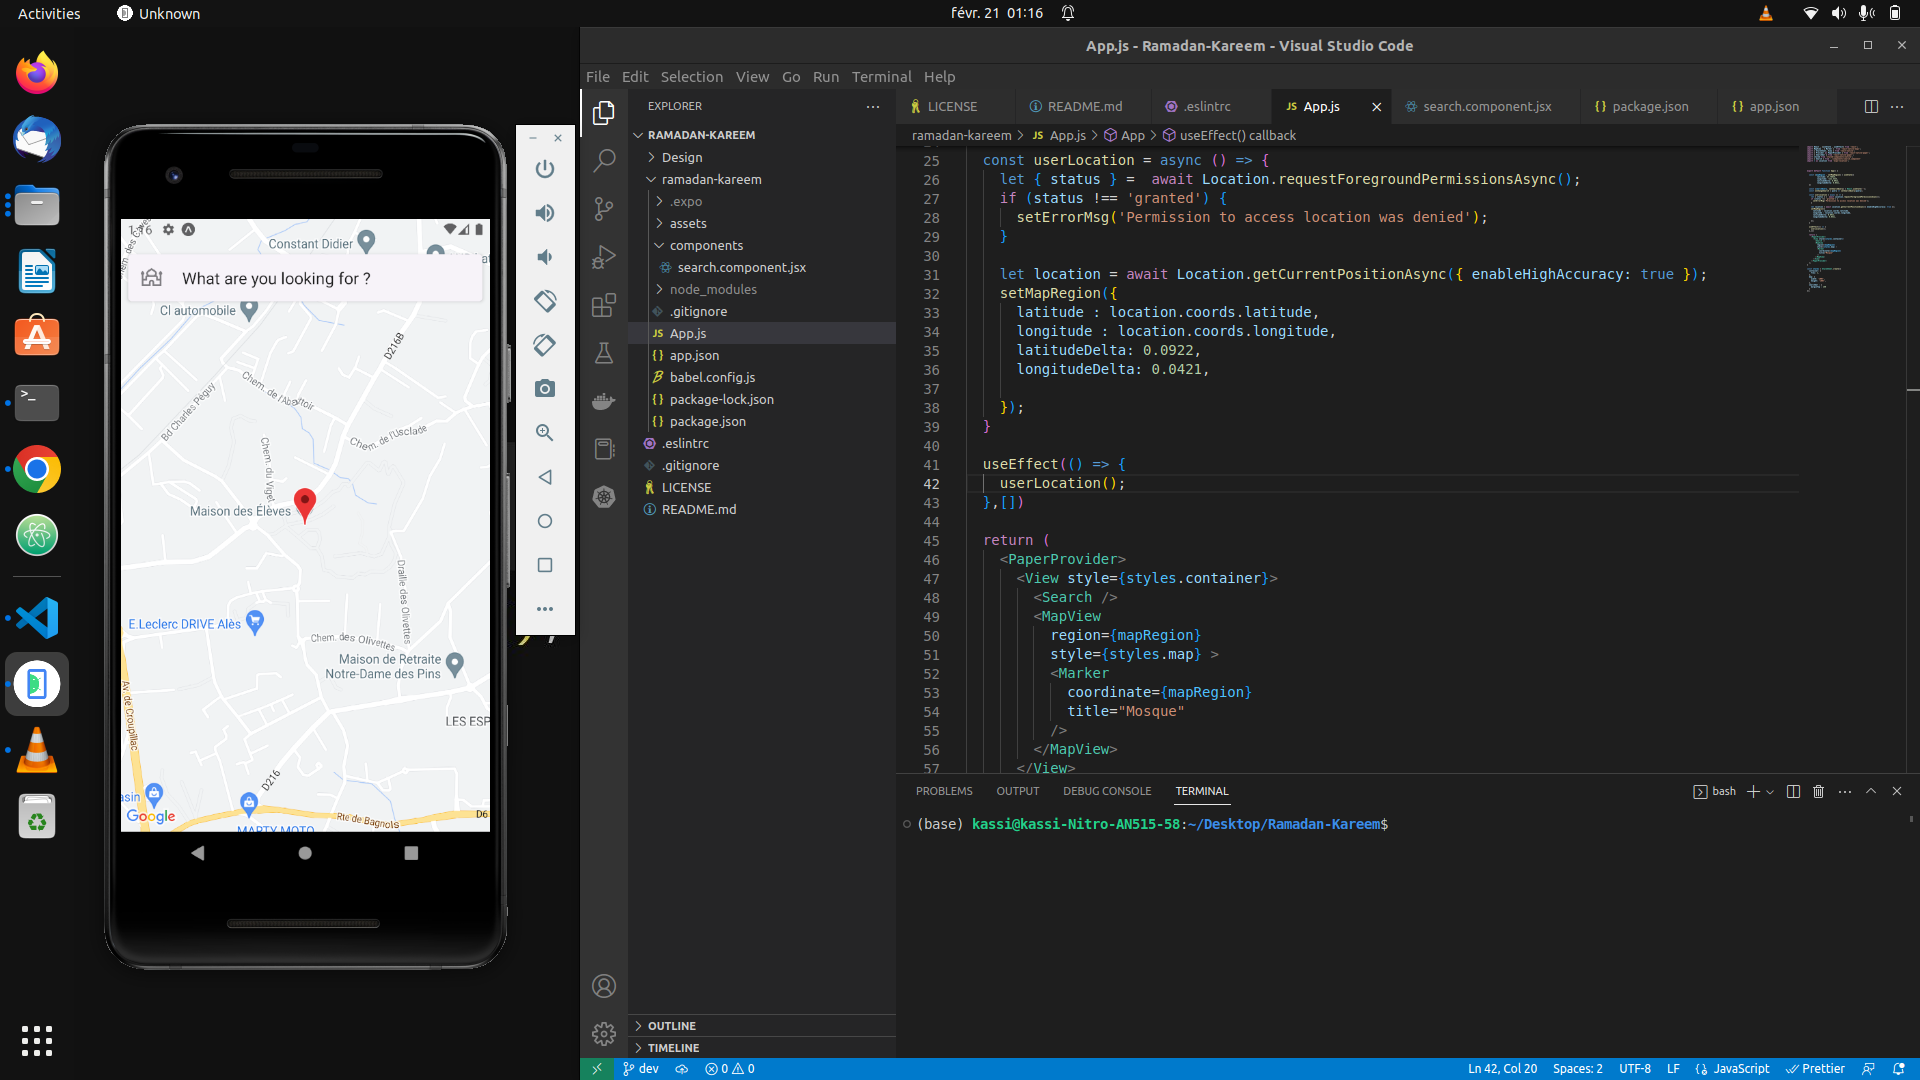 Activities
Unknown
févr. 21 01:16
App.js - Ramadan-Kareem - Visual Studio Code
File Edit Selection View Go Run Terminal Help
EXPLORER
RAMADAN-KAREEM
Design
ramadan-kareem
.expo
assets
components
search.component.jsx
node_modules
.gitignore
App.js
app.json
babel.config.js
package-lock.json
package.json
.eslintrc
.gitignore
LICENSE
README.md
OUTLINE
TIMELINE
LICENSE README.md .eslintrc App.js search.component.jsx package.json app.json
ramadan-kareem > App.js > App > useEffect() callback
25 const userLocation = async () => {
26 let { status } =  await Location.requestForegroundPermissionsAsync();
27 if (status !== 'granted') {
28 setErrorMsg('Permission to access location was denied');
29 }
30
31 let location = await Location.getCurrentPositionAsync({ enableHighAccuracy: true });
32 setMapRegion({
33 latitude : location.coords.latitude,
34 longitude : location.coords.longitude,
35 latitudeDelta: 0.0922,
36 longitudeDelta: 0.0421,
37
38 });
39 }
40
41 useEffect(() => {
42 userLocation();
43 },[])
44
45 return (
46 <PaperProvider>
47 <View style={styles.container}>
48 <Search />
49 <MapView
50 region={mapRegion}
51 style={styles.map} >
52 <Marker
53 coordinate={mapRegion}
54 title="Mosque"
55 />
56 </MapView>
57 </View>
PROBLEMS OUTPUT DEBUG CONSOLE TERMINAL
bash
(base) kassi@kassi-Nitro-AN515-58:~/Desktop/Ramadan-Kareem$
dev
0 0
Ln 42, Col 20 Spaces: 2 UTF-8 LF JavaScript Prettier
1:16
Constant Didier
What are you looking for ?
CI automobile
D216B
Chem. de l'Abattoir
Bd Charles Péguy
Chem. de l'Usclade
Chem. du Viget
Maison des Élèves
Draille des Olivettes
E.Leclerc DRIVE Alès
Chem. des Olivettes
Maison de Retraite
Notre-Dame des Pins
Av. de Croupillac
LES ESP
D216
asin
Google
MARTY MOTO
Rte de Bagnols
D6